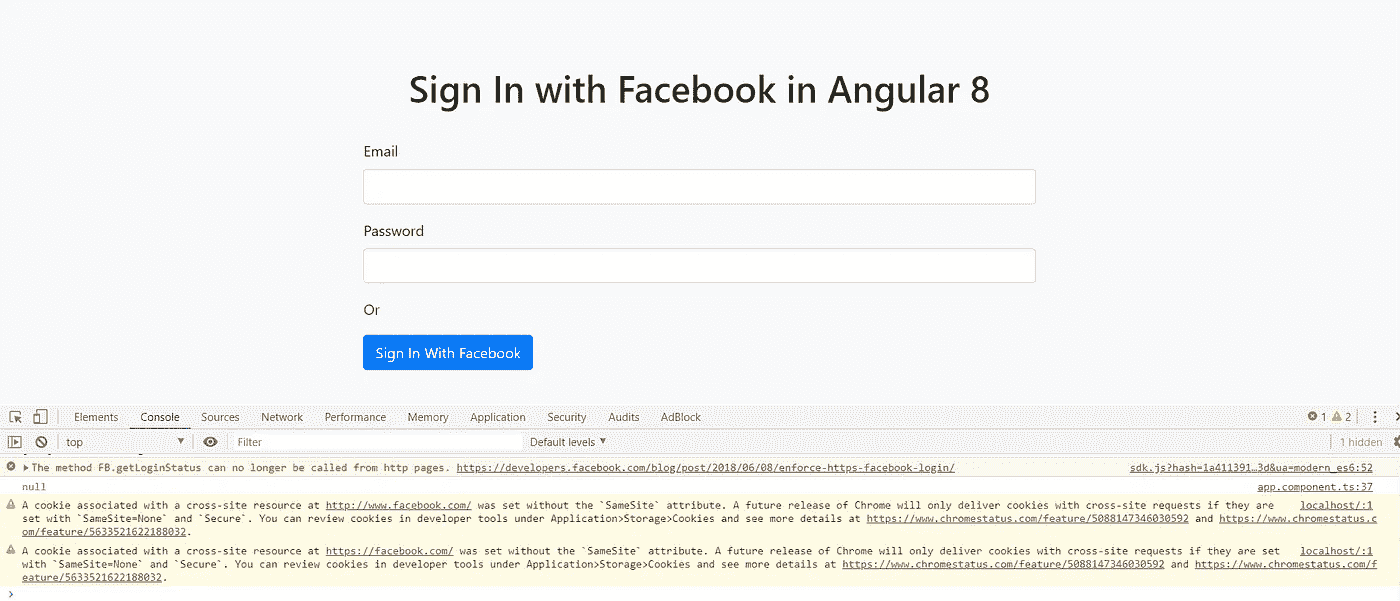 Sign In with Facebook in Angular 8
Email
Password
Or
Sign In With Facebook
Elements Console Sources Network Performance Memory Application Security Audits AdBlock 1 2
top Filter Default levels 1 hidden
The method FB.getLoginStatus can no longer be called from http pages. https://developers.facebook.com/blog/post/2018/06/08/enforce-https-facebook-login/ sdk.js?hash=1a411391…3d&ua=modern_es6:52
null app.component.ts:37
A cookie associated with a cross-site resource at http://www.facebook.com/ was set without the `SameSite` attribute. A future release of Chrome will only deliver cookies with cross-site requests if they are localhost/:1
set with `SameSite=None` and `Secure`. You can review cookies in developer tools under Application>Storage>Cookies and see more details at https://www.chromestatus.com/feature/5088147346030592 and https://www.chromestatus.c
om/feature/5633521622188032.
A cookie associated with a cross-site resource at https://facebook.com/ was set without the `SameSite` attribute. A future release of Chrome will only deliver cookies with cross-site requests if they are set localhost/:1
with `SameSite=None` and `Secure`. You can review cookies in developer tools under Application>Storage>Cookies and see more details at https://www.chromestatus.com/feature/5088147346030592 and https://www.chromestatus.com/f
eature/5633521622188032.